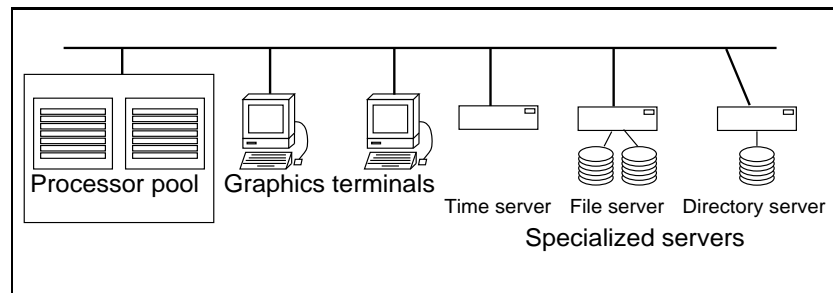 Processor pool
Graphics terminals
Time server
File server
Directory server
Specialized servers